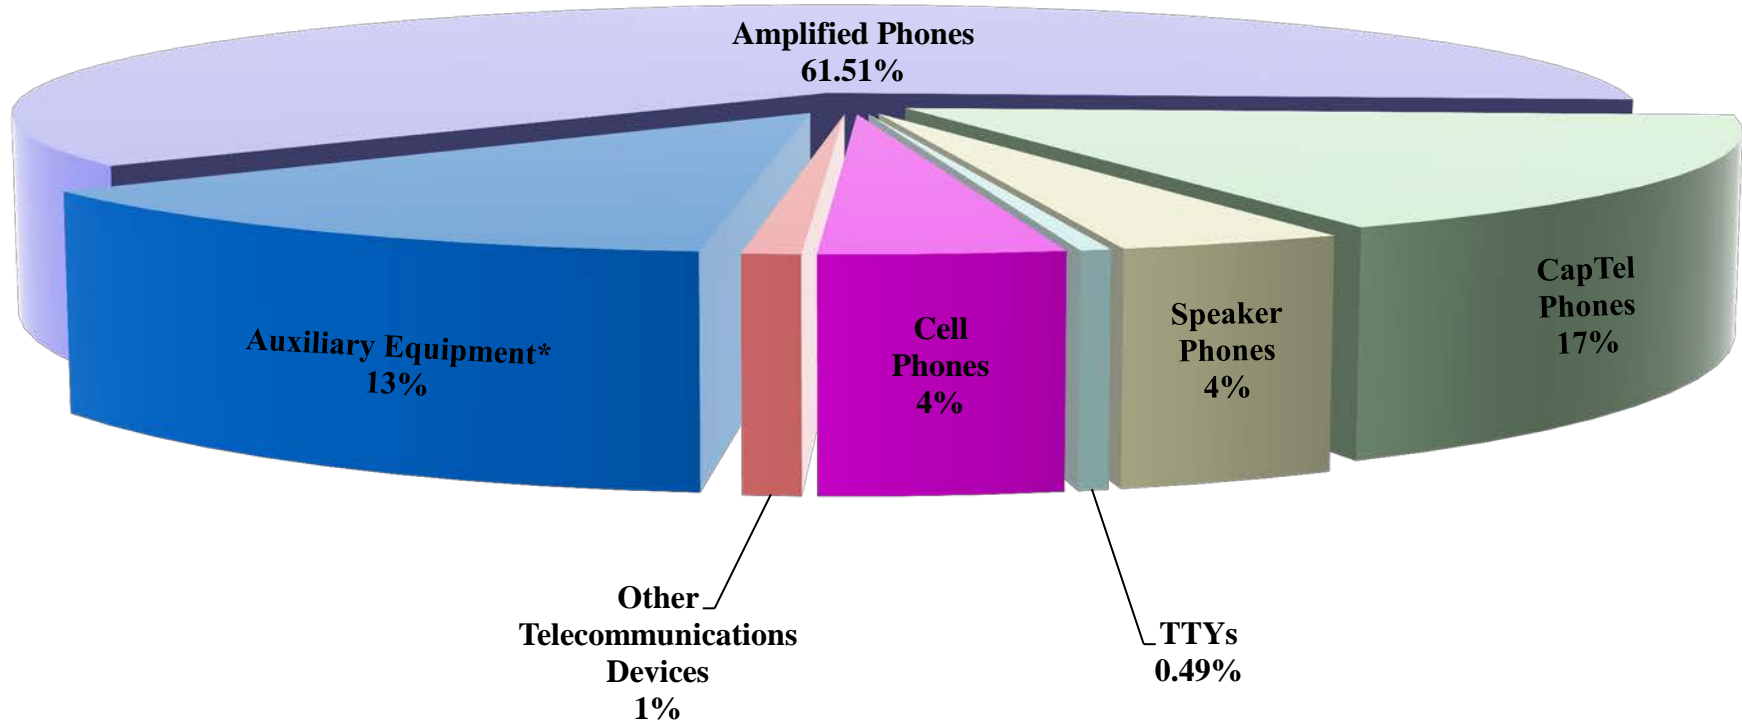 Amplified Phones
61.51%
CapTel
Phones
17%
Speaker
Phones
4%
Cell
Phones
4%
Auxiliary Equipment*
13%
Other
Telecommunications
Devices
1%
TTYs
0.49%